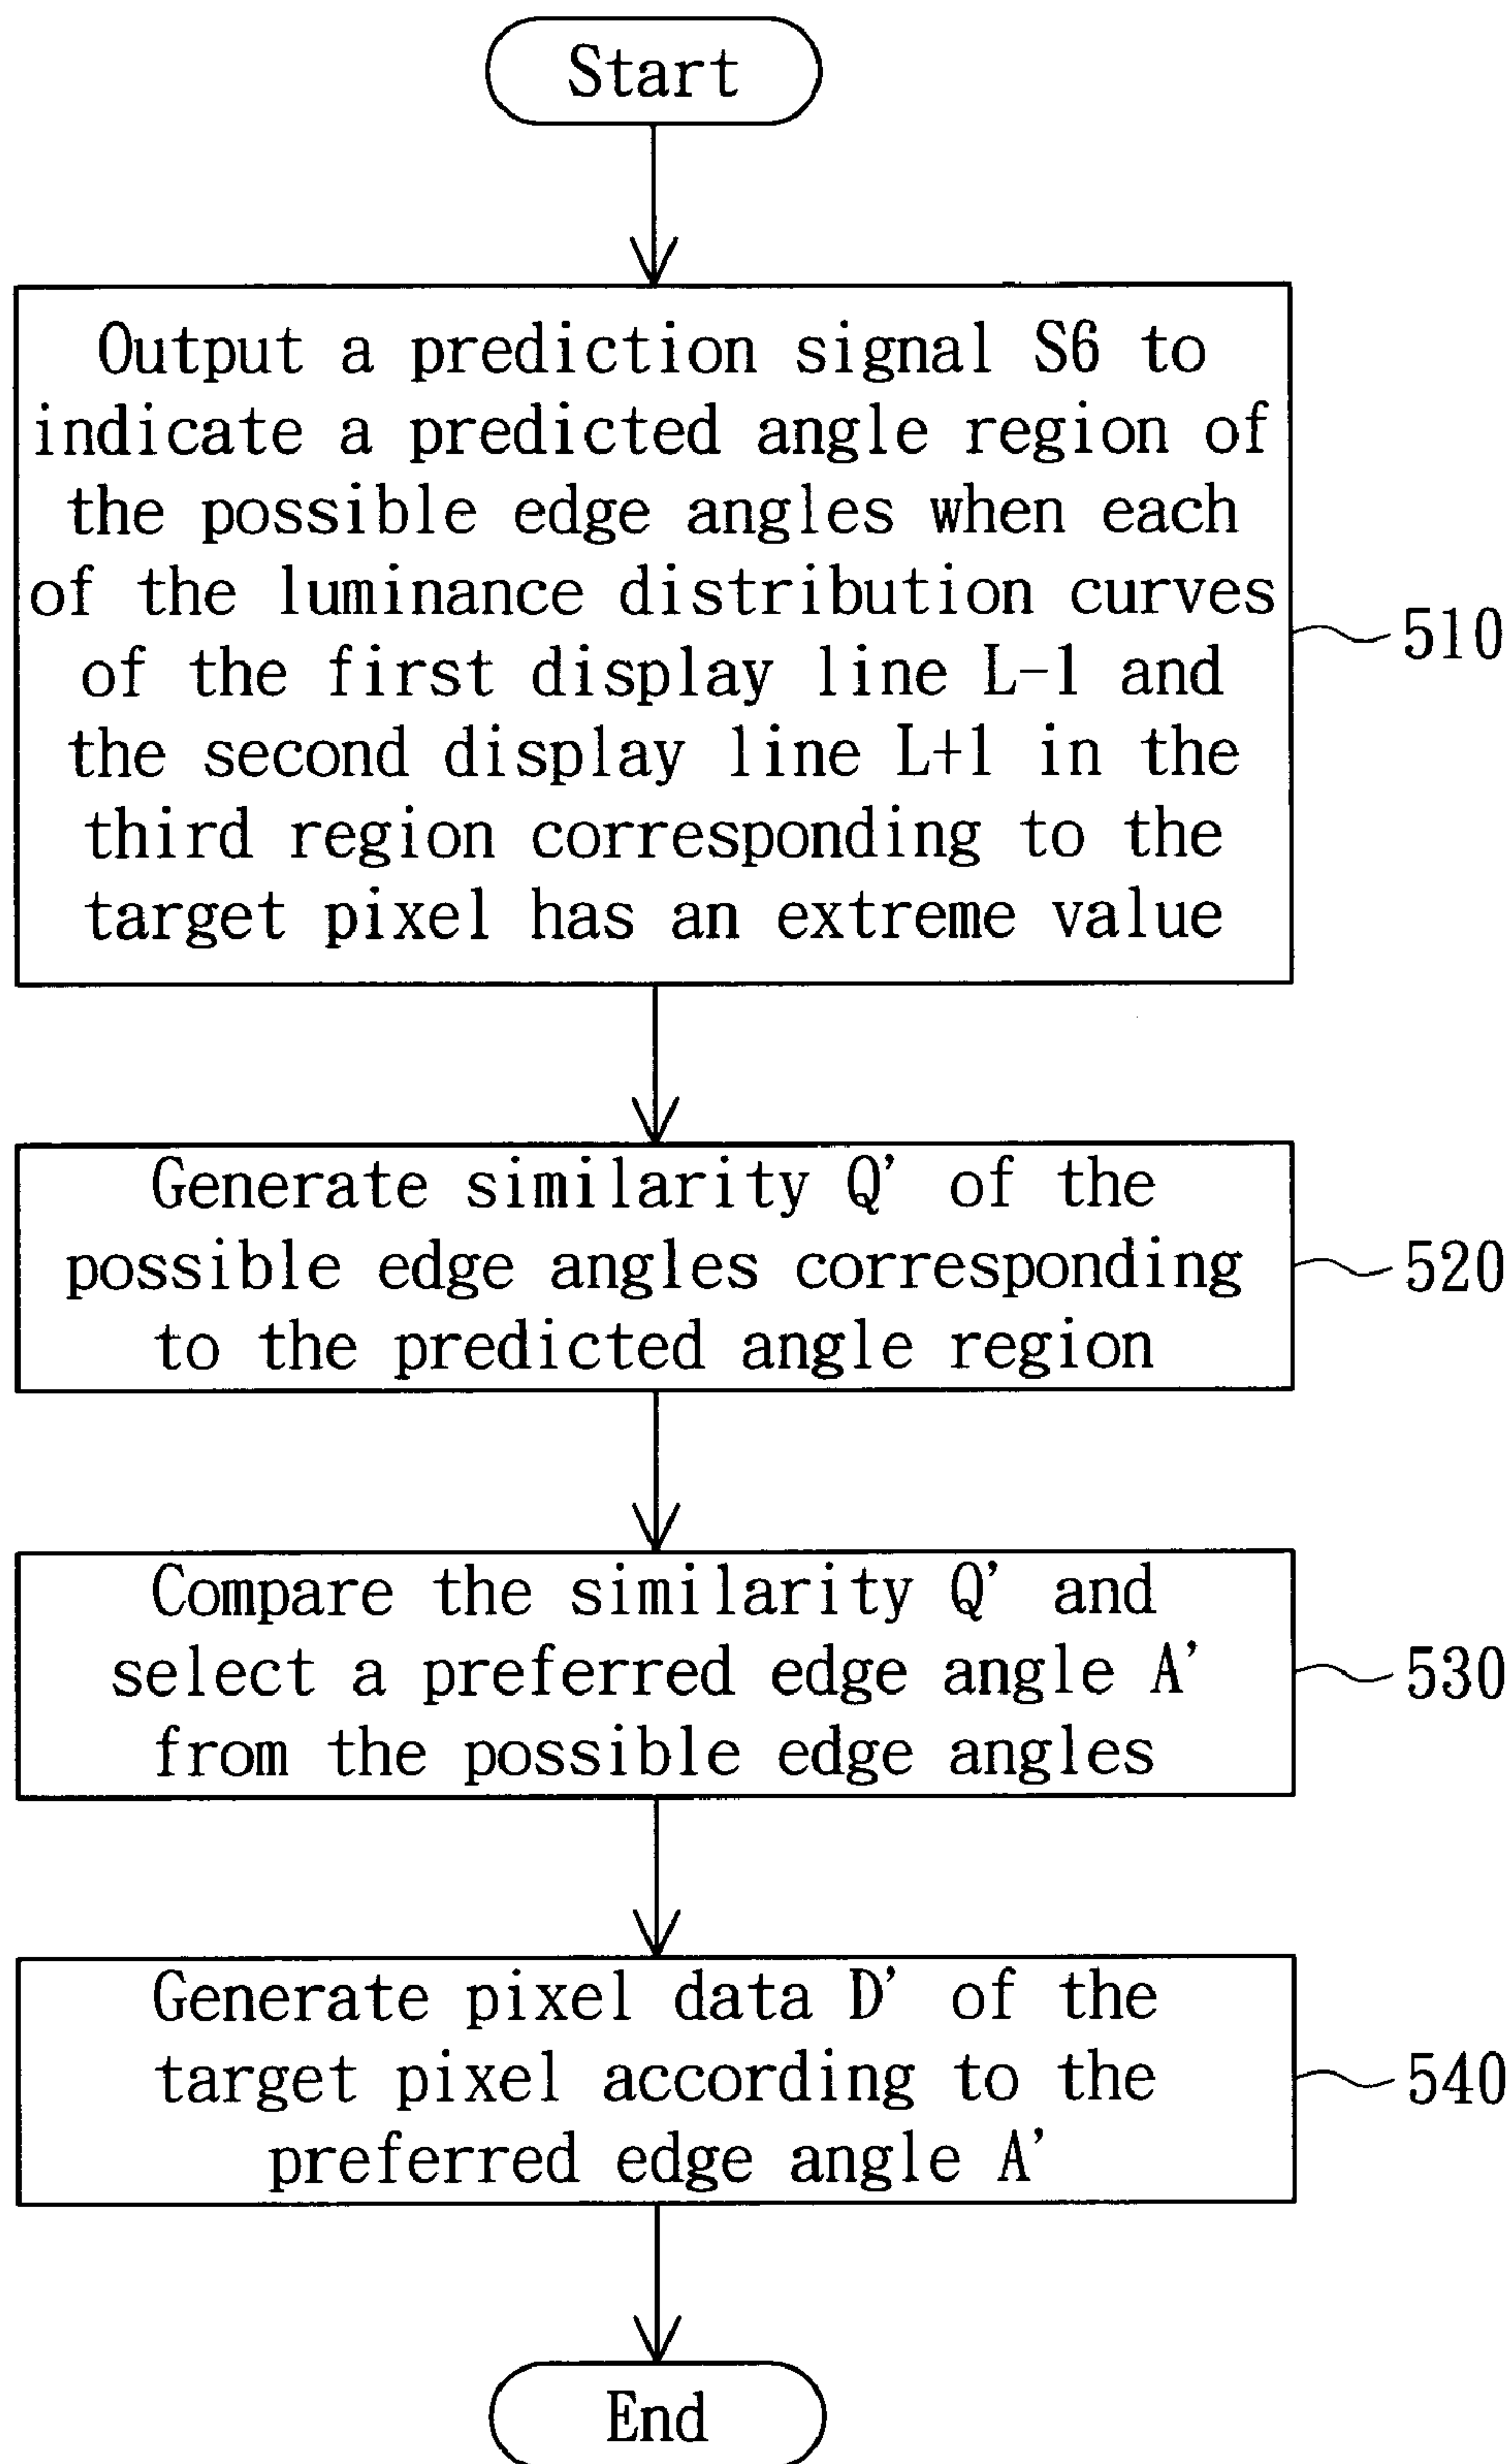 Start
Output a prediction signal S6 to
indicate a predicted angle region of
the possible edge angles when each
of the luminance distribution curves
of the first display line L-1 and
the second display line L+1 in the
third region corresponding to the
target pixel has an extreme value
510
Generate similarity Q' of the
possible edge angles corresponding
to the predicted angle region
520
Compare the similarity Q' and
select a preferred edge angle A'
from the possible edge angles
530
Generate pixel data D' of the
target pixel according to the
preferred edge angle A'
540
End